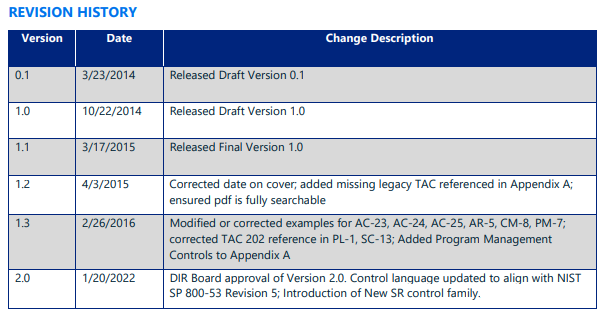 REVISION HISTORY
Version Date Change Description
0.1 3/23/2014 Released Draft Version 0.1
1.0 10/22/2014 Released Draft Version 1.0
1.1 3/17/2015 Released Final Version 1.0
1.2 4/3/2015 Corrected date on cover; added missing legacy TAC referenced in Appendix A;
ensured pdf is fully searchable
1.3 2/26/2016 Modified or corrected examples for AC-23, AC-24, AC-25, AR-5, CM-8, PM-7;
corrected TAC 202 reference in PL-1, SC-13; Added Program Management
Controls to Appendix A
2.0 1/20/2022 DIR Board approval of Version 2.0. Control language updated to align with NIST
SP 800-53 Revision 5; Introduction of New SR control family.